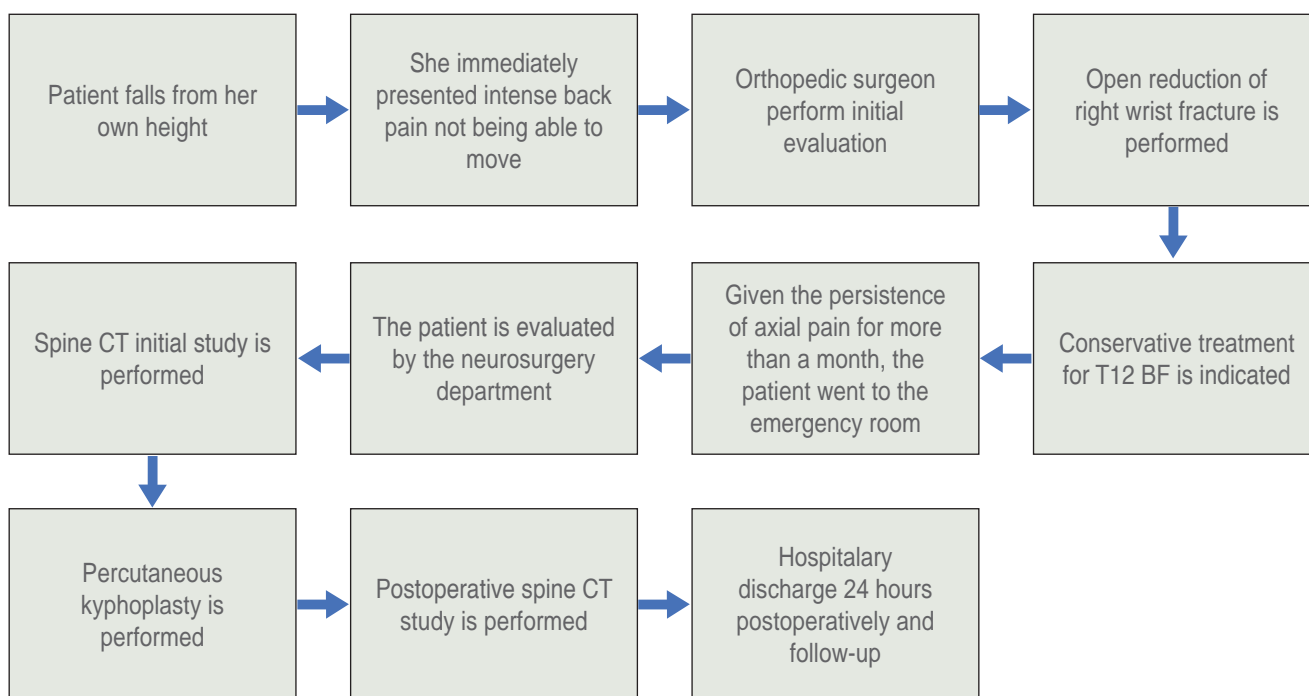 Patient falls from her
own height
She immediately
presented intense back
pain not being able to
move
Orthopedic surgeon
perform initial
evaluation
Open reduction of
right wrist fracture is
performed
Conservative treatment
for T12 BF is indicated
Given the persistence
of axial pain for more
than a month, the
patient went to the
emergency room
The patient is evaluated
by the neurosurgery
department
Spine CT initial study is
performed
Percutaneous
kyphoplasty is
performed
Postoperative spine CT
study is performed
Hospitalary
discharge 24 hours
postoperatively and
follow-up